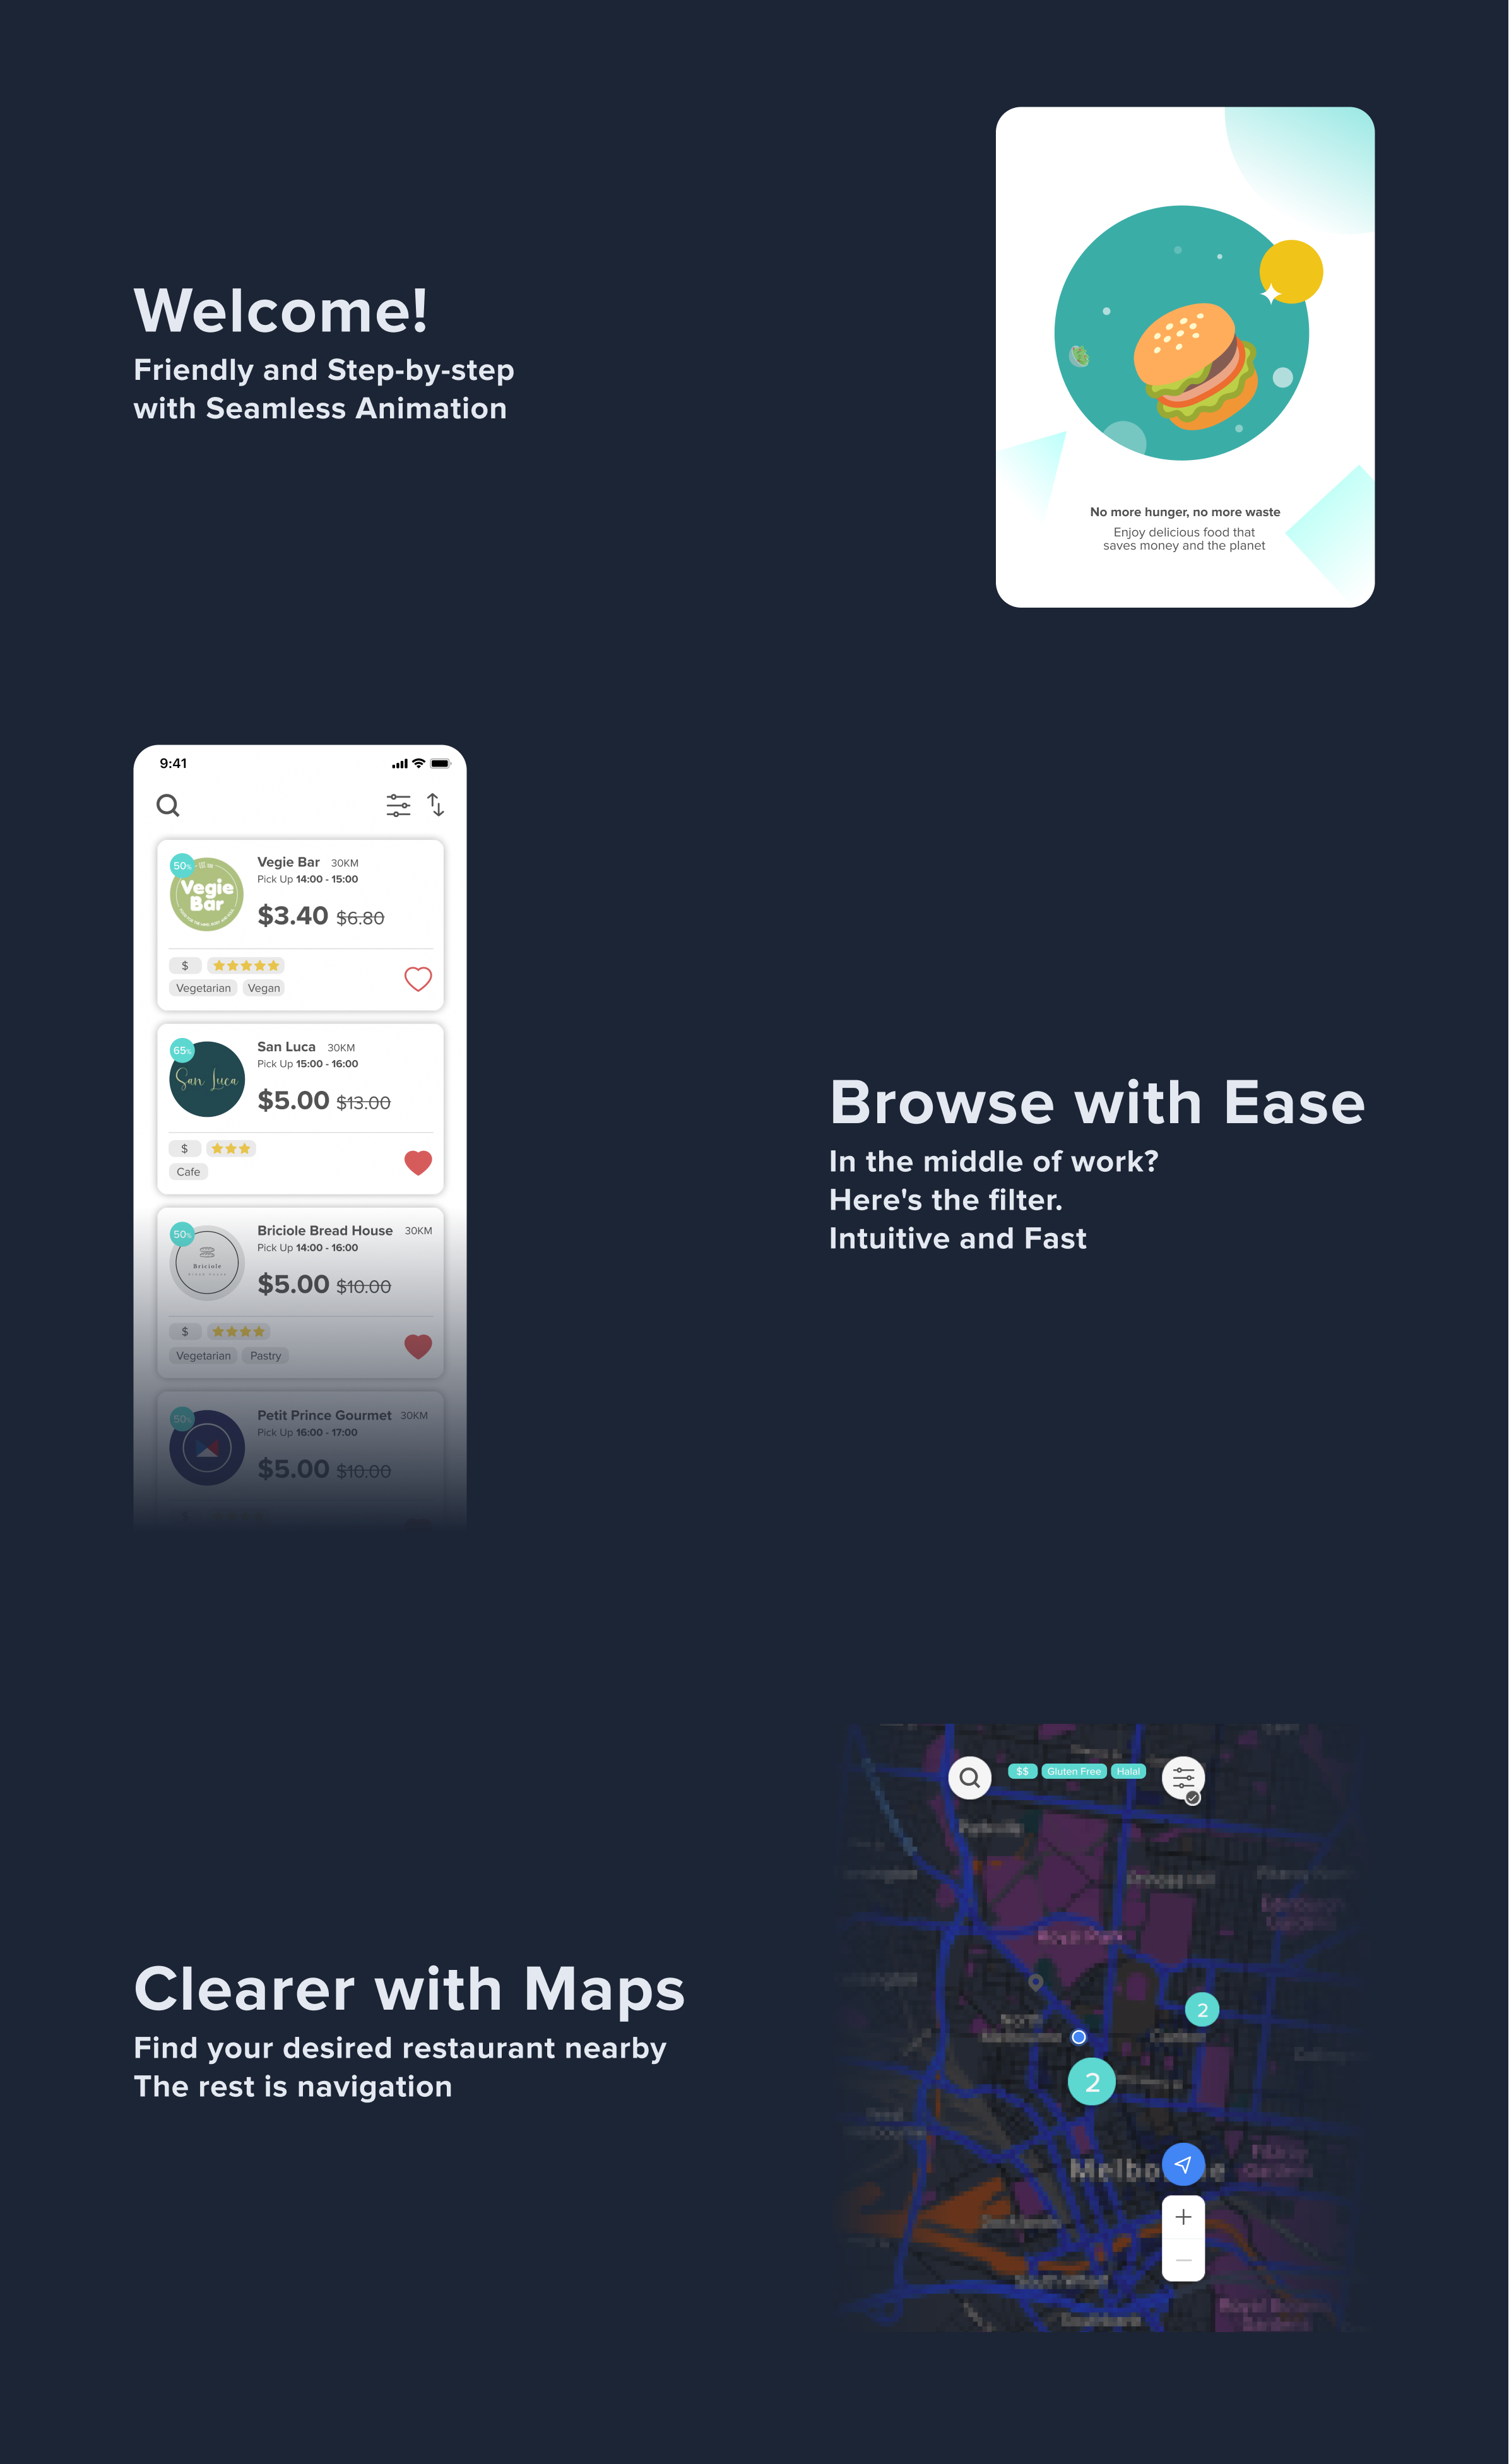 Welcome!
Friendly and Step-by-step
with Seamless Animation
No more hunger, no more waste
Enjoy delicious food that
saves money and the planet
9:41
50%
Vegie
Bar
Vegie Bar 30KM
Pick Up 14:00 - 15:00
$3.40 $6.80
$
Vegetarian Vegan
65%
San Luca
San Luca 30KM
Pick Up 15:00 - 16:00
$5.00 $13.00
$
Cafe
50%
Briciole
Briciole Bread House 30KM
Pick Up 14:00 - 16:00
$5.00 $10.00
$
Vegetarian Pastry
50%
Petit Prince Gourmet 30KM
Pick Up 16:00 - 17:00
$5.00 $10.00
$
Browse with Ease
In the middle of work?
Here's the filter.
Intuitive and Fast
Clearer with Maps
Find your desired restaurant nearby
The rest is navigation
$$ Gluten Free Halal
2
2